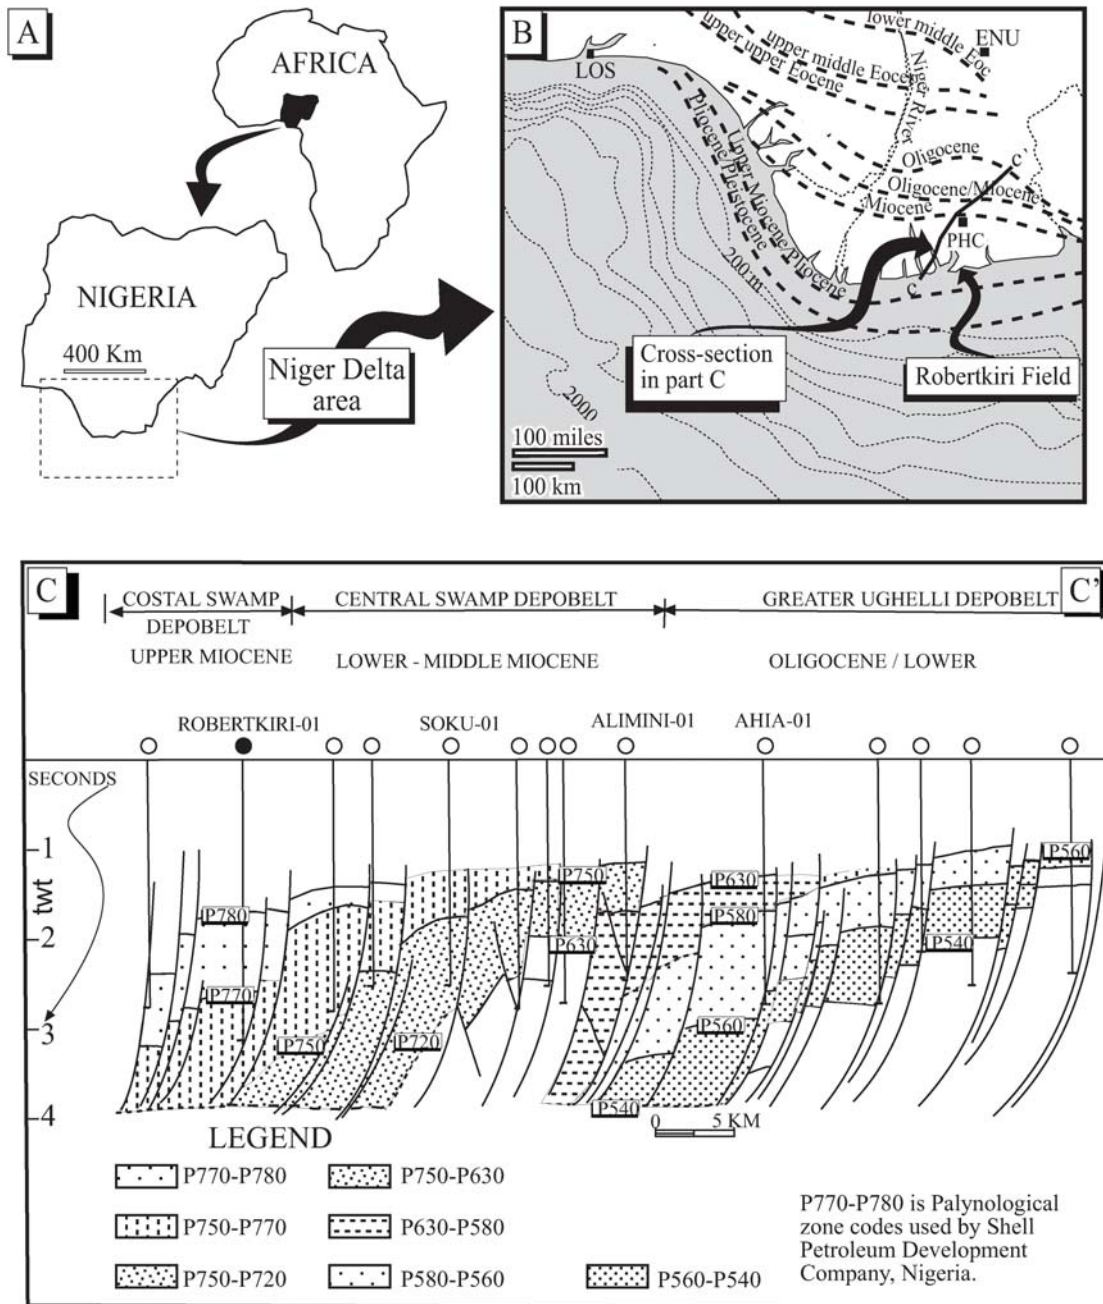 A
AFRICA
NIGERIA
400 Km
Niger Delta
area
B
LOS
ENU
lower middle Eoc
upper middle Eocene
upper upper Eocene
Niger River
Oligocene
Oligocene/Miocene
Miocene
C'
PHC
C
Upper Miocene/Pliocene
Pliocene/Pleistocene
200 m
2000
Cross-section
in part C
Robertkiri Field
100 miles
100 km
C
C'
COSTAL SWAMP
DEPOBELT
CENTRAL SWAMP DEPOBELT
GREATER UGHELLI DEPOBELT
UPPER MIOCENE
LOWER - MIDDLE MIOCENE
OLIGOCENE / LOWER
ROBERTKIRI-01
SOKU-01
ALIMINI-01
AHIA-01
SECONDS
twt
1
2
3
4
P780
P770
P750
P720
P750
P630
P540
P630
P580
P560
P540
P560
0 5 KM
LEGEND
P770-P780
P750-P770
P750-P720
P750-P630
P630-P580
P580-P560
P560-P540
P770-P780 is Palynological
zone codes used by Shell
Petroleum Development
Company, Nigeria.